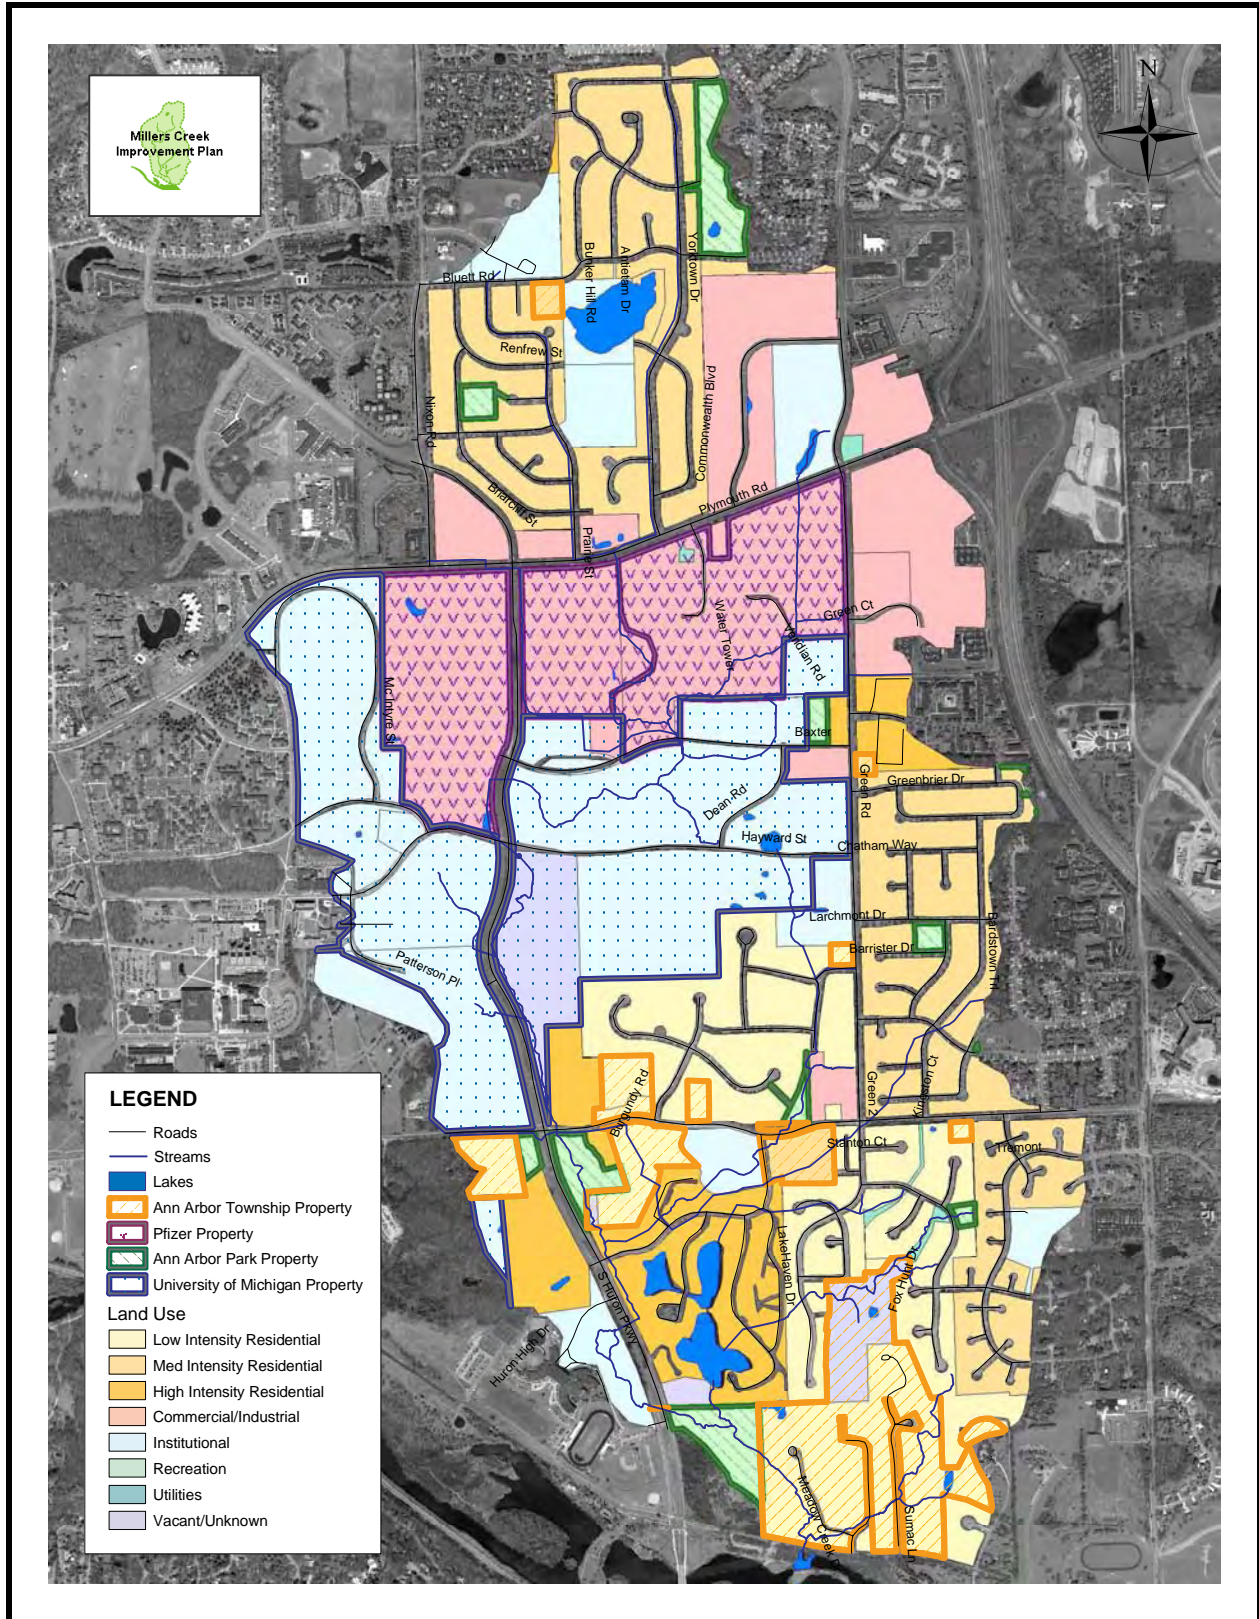 N
Millers Creek
Improvement Plan
Bluett Rd
Bunker Hill Rd
Antietam Dr
Yorktown Dr
Renfrew St
Nixon Rd
Commonwealth Blvd
Briarcliff St
Plymouth Rd
Prairie St
Water Tower
Green Ct
Veridian Rd
Mc Intyre St
Baxter
Green Rd
Greenbrier Dr
Dean Rd
Hayward St
Chatham Way
Larchmont Dr
Barrister Dr
Bardstown Trl
Patterson Pl
Green 2
Kingston Ct
Burgundy Rd
Stanton Ct
Tremont
LakeHaven Dr
Fox Hunt Dr
S Huron Pkwy
Huron High Dr
Meadow Creek D
Sumac Ln
LEGEND
Roads
Streams
Lakes
Ann Arbor Township Property
Pfizer Property
Ann Arbor Park Property
University of Michigan Property
Land Use
Low Intensity Residential
Med Intensity Residential
High Intensity Residential
Commercial/Industrial
Institutional
Recreation
Utilities
Vacant/Unknown